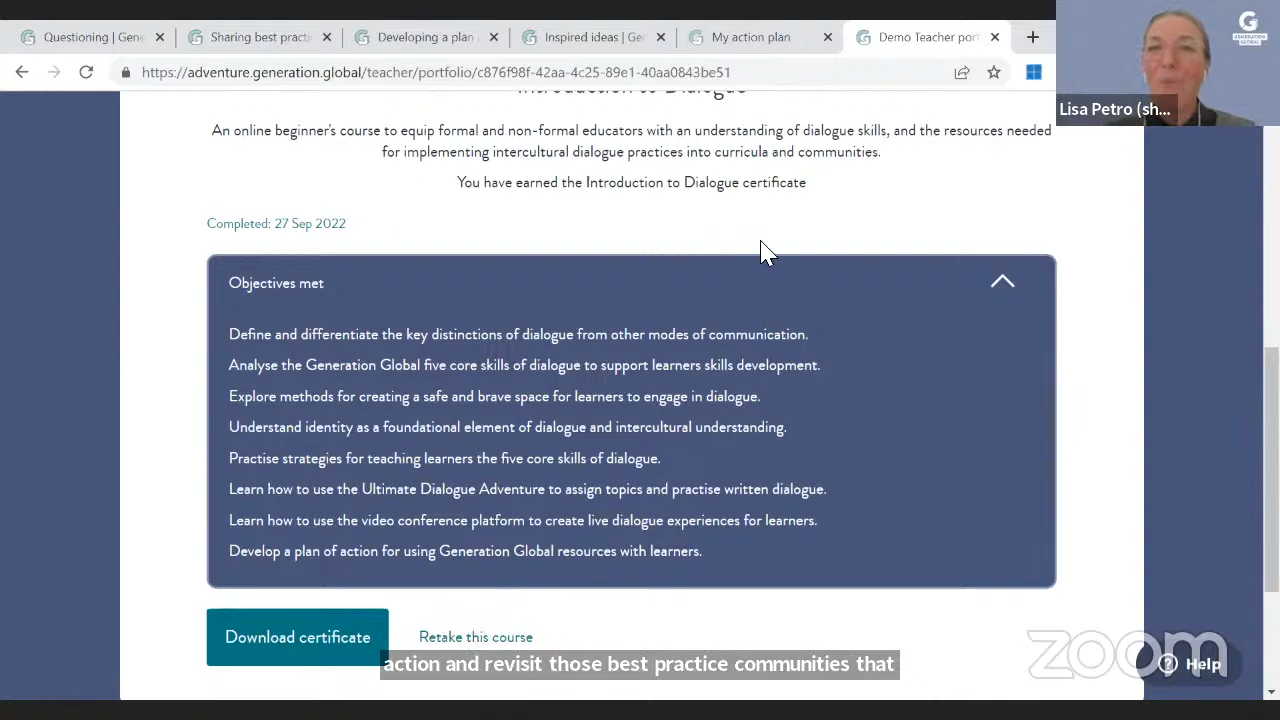 Questioning | Gene
Sharing best practi
Developing a plan
Inspired ideas | Ge
My action plan
Demo Teacher port
https://adventure.generation.global/teacher/portfolio/c876f98f-42aa-4c25-89e1-40aa0843be51
GENERATION GLOBAL
Lisa Petro (sh...
Introduction to Dialogue
An online beginner's course to equip formal and non-formal educators with an understanding of dialogue skills, and the resources needed
for implementing intercultural dialogue practices into curricula and communities.
You have earned the Introduction to Dialogue certificate
Completed: 27 Sep 2022
Objectives met
Define and differentiate the key distinctions of dialogue from other modes of communication.
Analyse the Generation Global five core skills of dialogue to support learners skills development.
Explore methods for creating a safe and brave space for learners to engage in dialogue.
Understand identity as a foundational element of dialogue and intercultural understanding.
Practise strategies for teaching learners the five core skills of dialogue.
Learn how to use the Ultimate Dialogue Adventure to assign topics and practise written dialogue.
Learn how to use the video conference platform to create live dialogue experiences for learners.
Develop a plan of action for using Generation Global resources with learners.
Download certificate
Retake this course
action and revisit those best practice communities that
zoom
Help